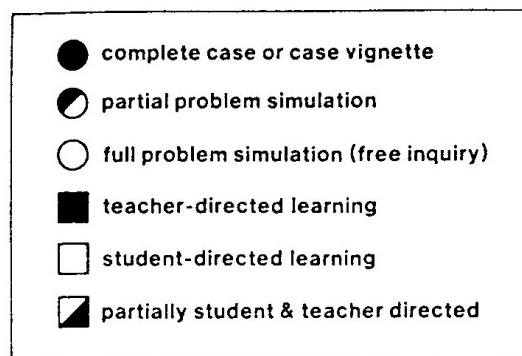 complete case or case vignette
partial problem simulation
full problem simulation (free inquiry)
teacher-directed learning
student-directed learning
partially student & teacher directed